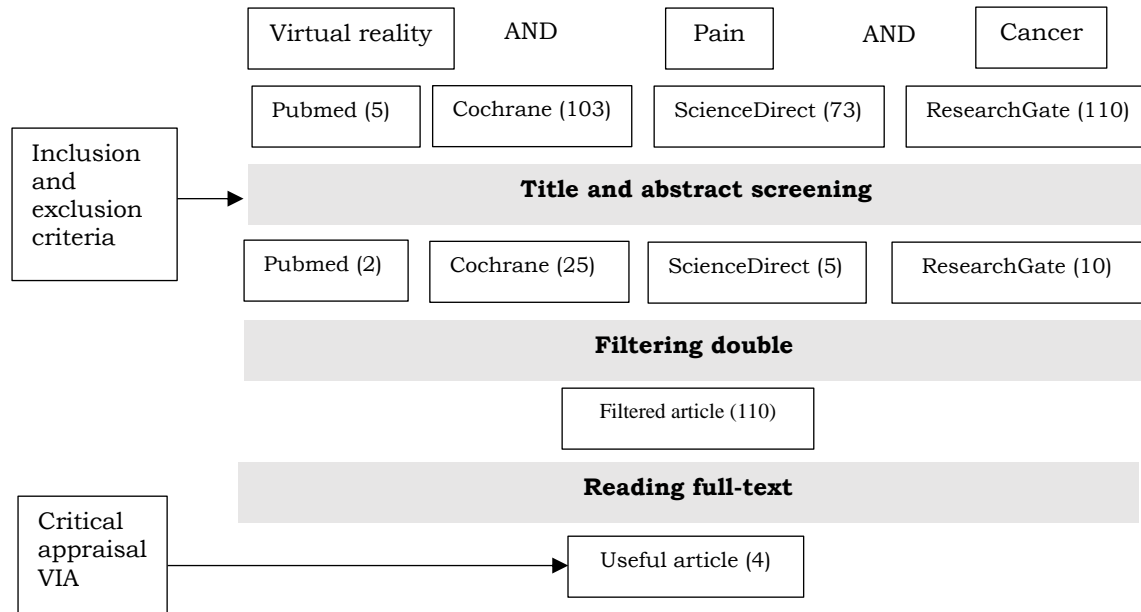 Virtual reality AND Pain AND Cancer
Pubmed (5) Cochrane (103) ScienceDirect (73) ResearchGate (110)
Inclusion
and
exclusion
criteria
Title and abstract screening
Pubmed (2) Cochrane (25) ScienceDirect (5) ResearchGate (10)
Filtering double
Filtered article (110)
Reading full-text
Critical
appraisal
VIA
Useful article (4)